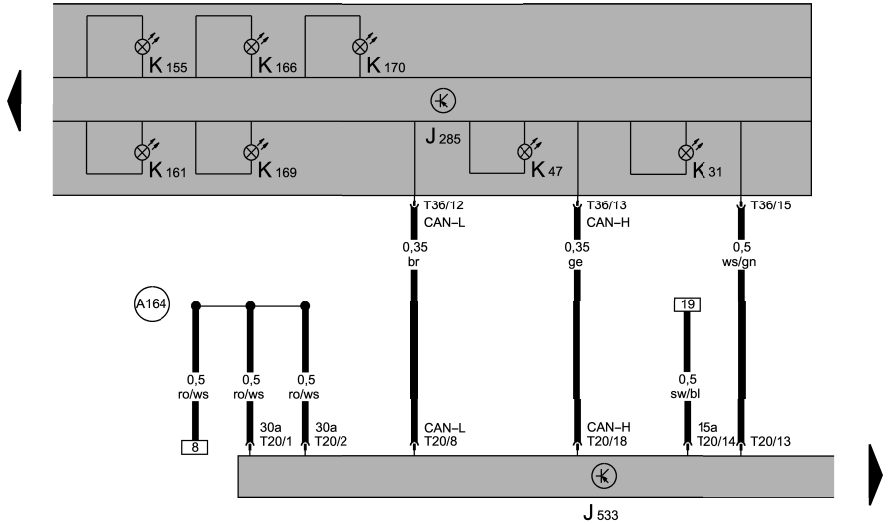 K 155
K 166
K 170
J 285
K 161
K 169
K 47
K 31
T36/12
CAN-L
T36/13
CAN-H
T36/15
0,35
br
0,35
ge
0,5
ws/gn
A164
19
0,5
ro/ws
0,5
ro/ws
0,5
ro/ws
0,5
sw/bl
8
30a
T20/1
30a
T20/2
CAN-L
T20/8
CAN-H
T20/18
15a
T20/14
T20/13
J 533